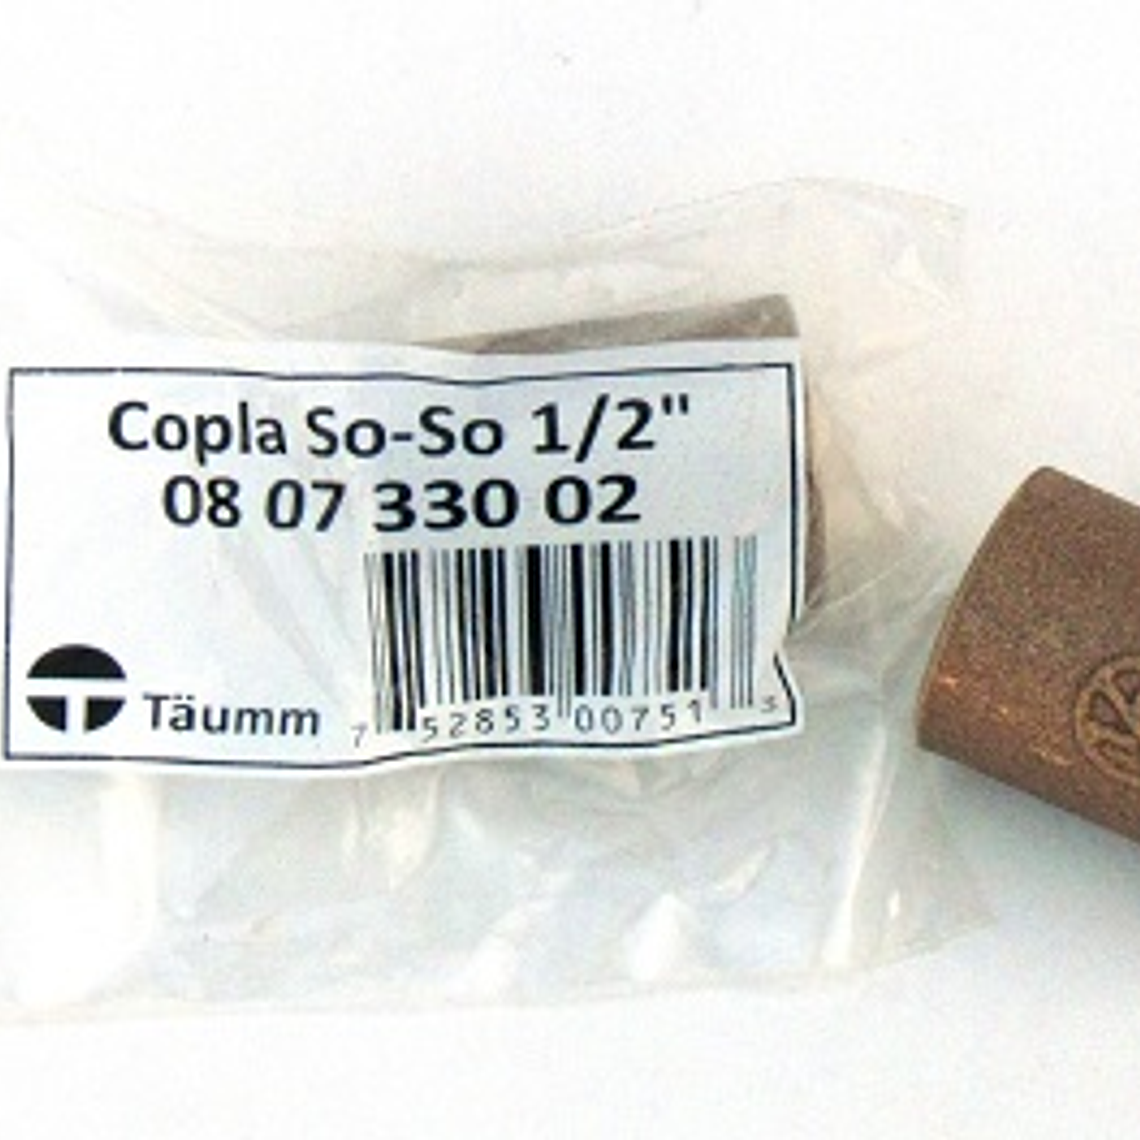 Copla So-So 1/2"
08 07 330 02
Täumm
7 52853 00751 3